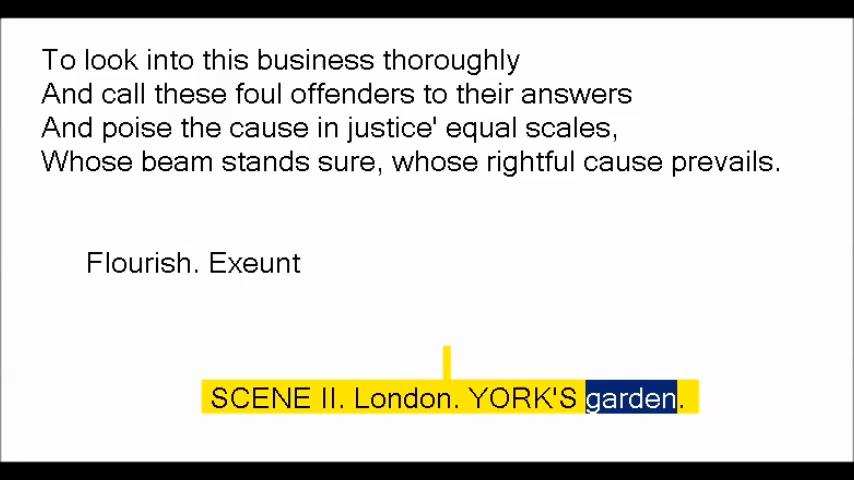 To look into this business thoroughly
And call these foul offenders to their answers
And poise the cause in justice' equal scales,
Whose beam stands sure, whose rightful cause prevails.
Flourish. Exeunt
SCENE II. London. YORK'S garden.